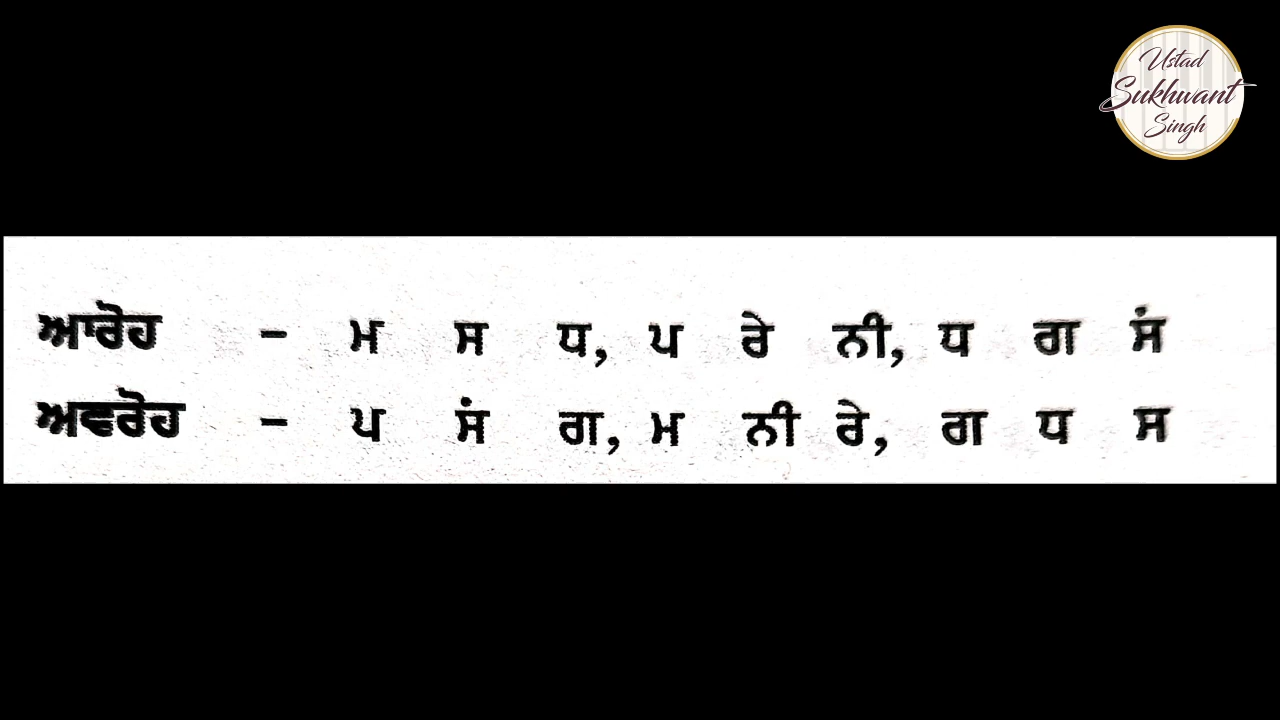 Ustad
Sukhwant
Singh
ਆਰੋਹ - ਮ ਸ ਧ, ਪ ਰੇ ਨੀ, ਧ ਗ ਸਂ
ਅਵਰੋਹ - ਪ ਸਂ ਗ, ਮ ਨੀ ਰੇ, ਗ ਧ ਸ